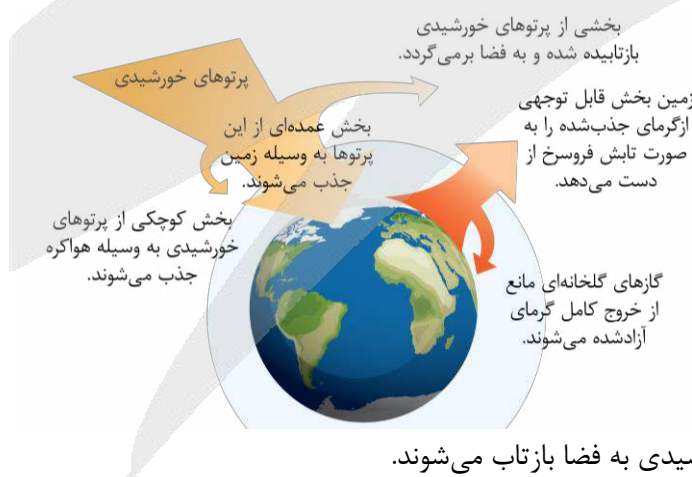 بخشی از پرتوهای خورشیدی
بازتابیده شده و به فضا برمی‌گردد.
پرتوهای خورشیدی
زمین بخش قابل توجهی
ازگرمای جذب‌شده را به
صورت تابش فروسرخ از
دست می‌دهد.
بخش عمده‌ای از این
پرتوها به وسیله زمین
جذب می‌شوند.
بخش کوچکی از پرتوهای
خورشیدی به وسیله هواکره
جذب می‌شوند.
گازهای گلخانه‌ای مانع
از خروج کامل گرمای
آزادشده می‌شوند.
به فضا بازتاب می‌شوند.